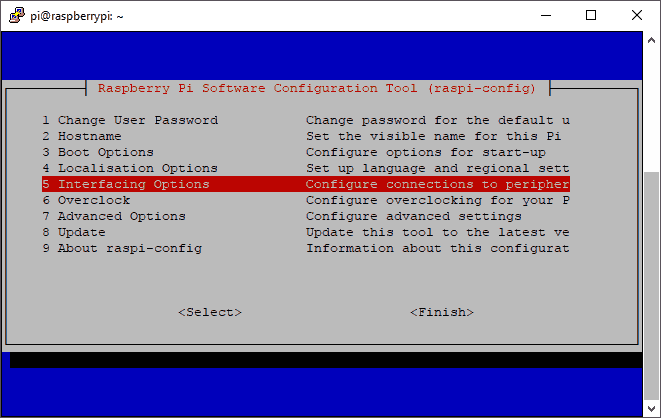 pi@raspberrypi: ~
Raspberry Pi Software Configuration Tool (raspi-config)
1 Change User Password Change password for the default u
2 Hostname Set the visible name for this Pi
3 Boot Options Configure options for start-up
4 Localisation Options Set up language and regional sett
5 Interfacing Options Configure connections to peripher
6 Overclock Configure overclocking for your P
7 Advanced Options Configure advanced settings
8 Update Update this tool to the latest ve
9 About raspi-config Information about this configurat
<Select> <Finish>